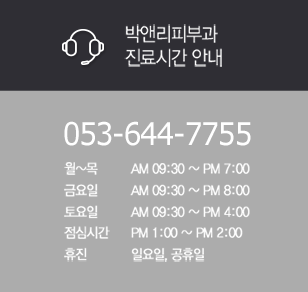 박앤리피부과
진료시간 안내
053-644-7755
월~목 AM 09:30 ~ PM 7:00
금요일 AM 09:30 ~ PM 8:00
토요일 AM 09:30 ~ PM 4:00
점심시간 PM 1:00 ~ PM 2:00
휴진 일요일, 공휴일